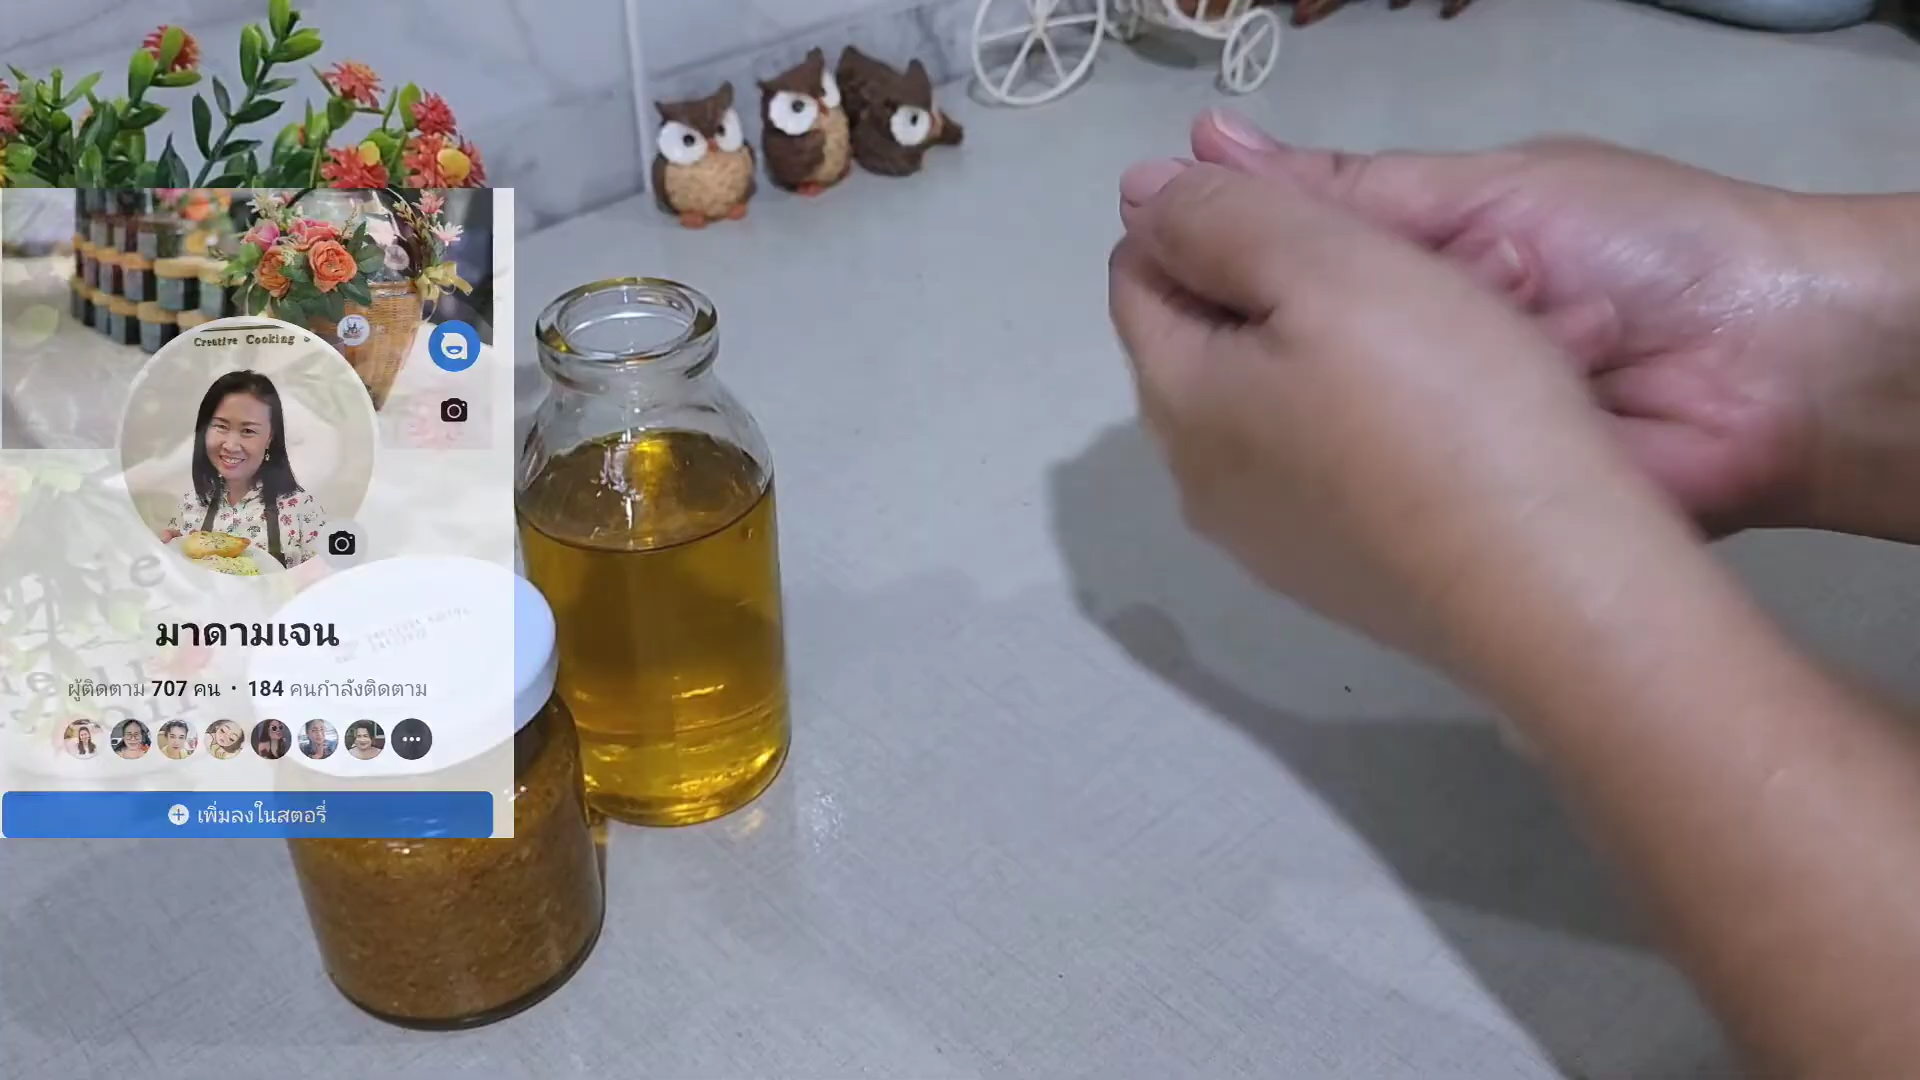 Creative Cooking
มาดามเจน
ผู้ติดตาม 707 คน · 184 คนกำลังติดตาม
เพิ่มลงในสตอรี่